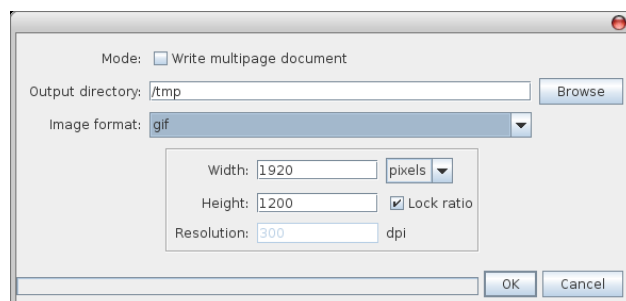 Mode: Write multipage document
Output directory: /tmp Browse
Image format: gif
Width: 1920 pixels
Height: 1200 Lock ratio
Resolution: 300 dpi
OK Cancel